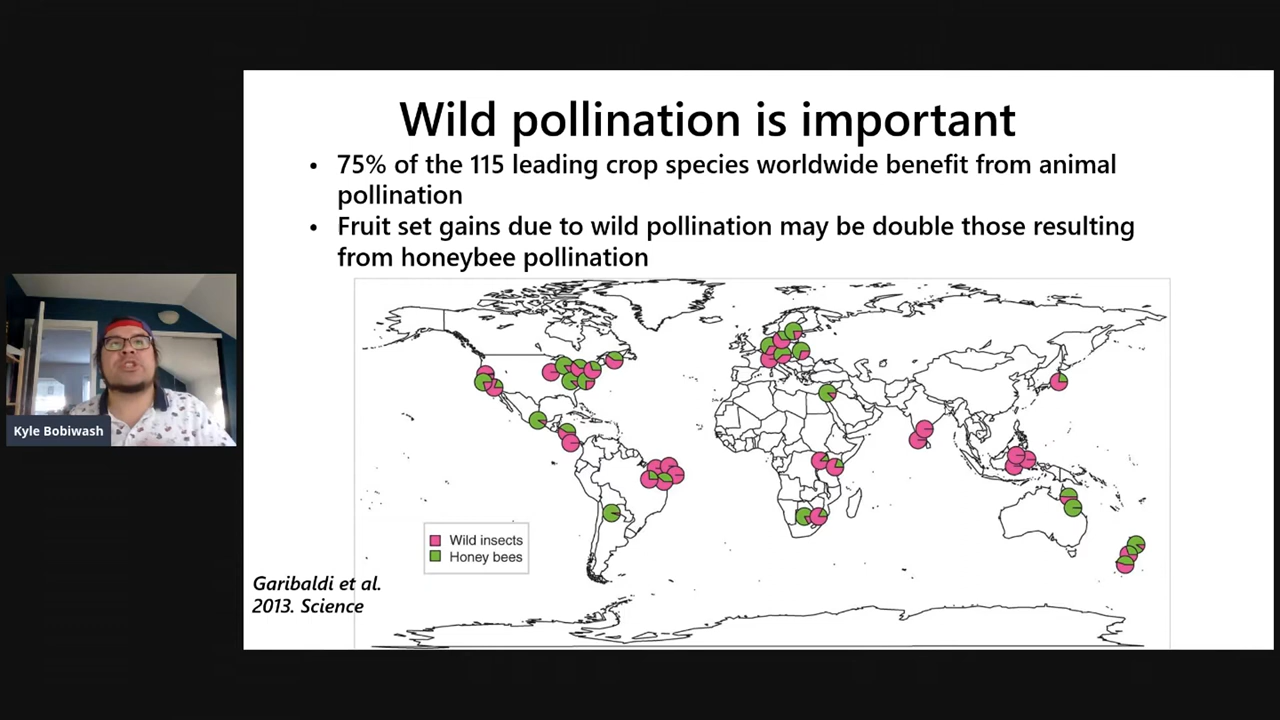 Wild pollination is important
• 75% of the 115 leading crop species worldwide benefit from animal
pollination
• Fruit set gains due to wild pollination may be double those resulting
from honeybee pollination
Kyle Bobiwash
Wild insects
Honey bees
Garibaldi et al.
2013. Science